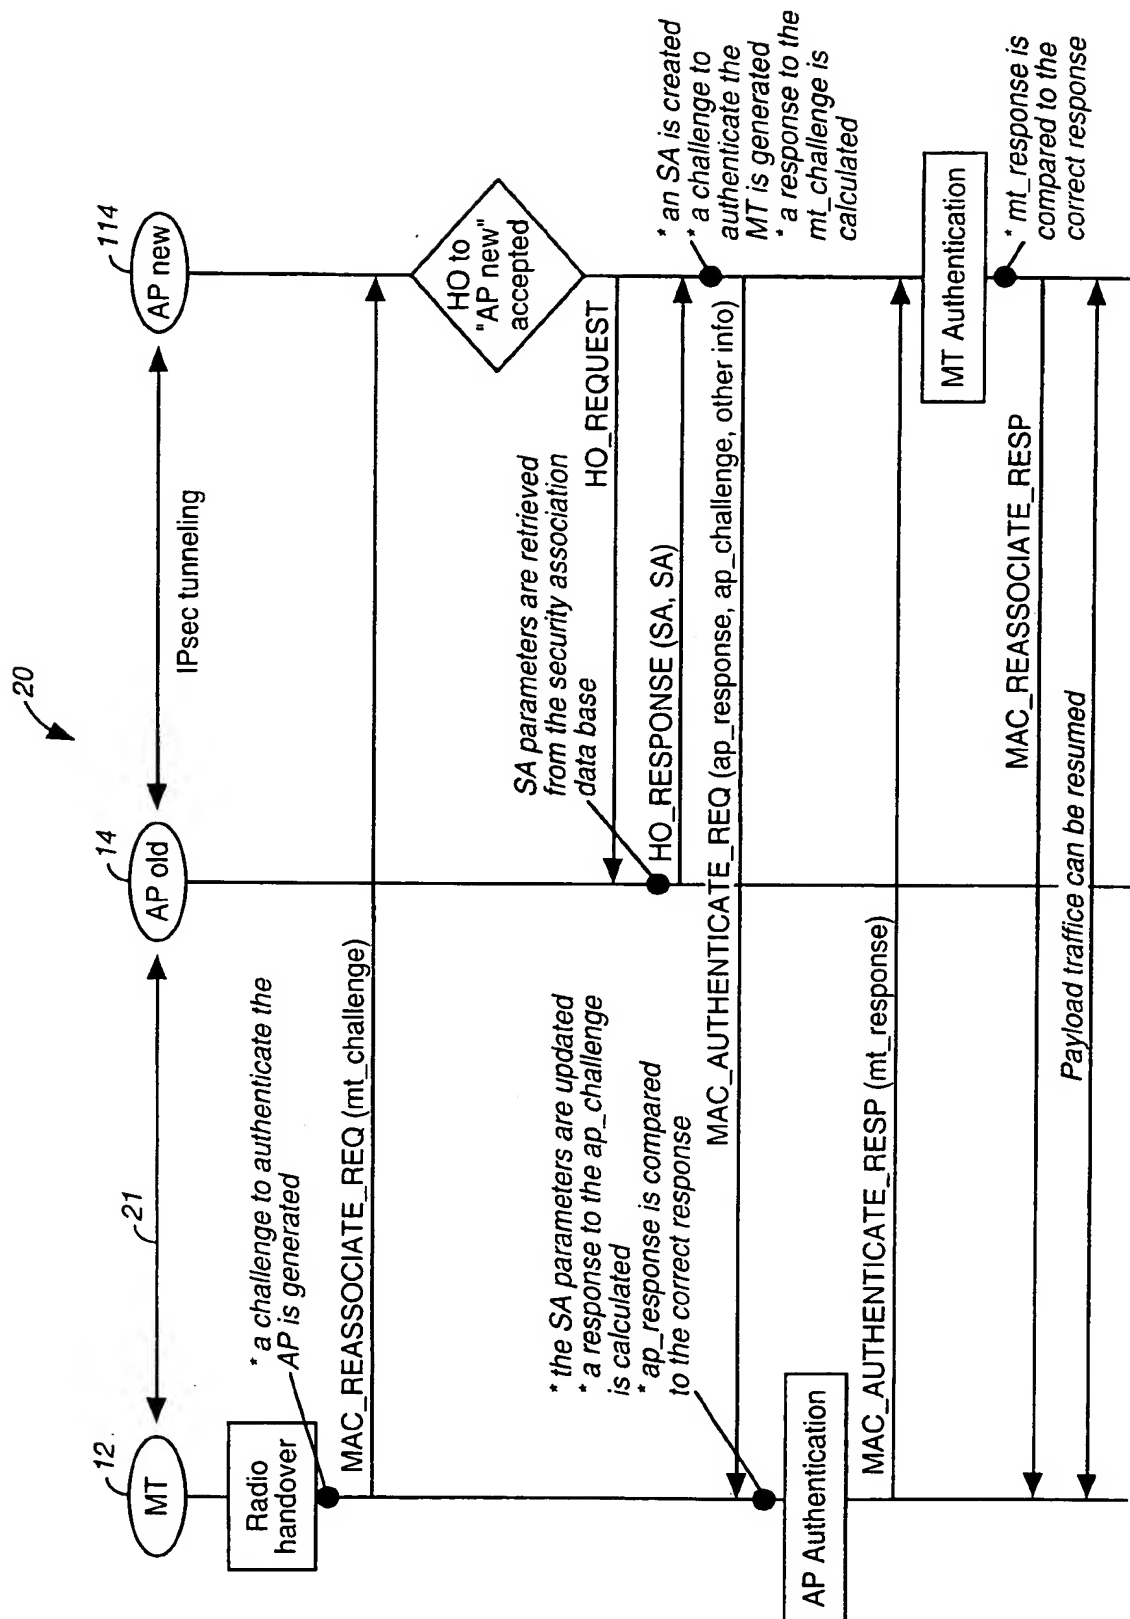 20
12
MT
21
14
AP old
IPsec tunneling
114
AP new
Radio
handover
* a challenge to authenticate the
AP is generated
MAC_REASSOCIATE_REQ (mt_challenge)
HO to
"AP new"
accepted
SA parameters are retrieved
from the security association
data base
HO_REQUEST
HO_RESPONSE (SA, SA)
* an SA is created
* a challenge to
authenticate the
MT is generated
* a response to the
mt_challenge is
calculated
* the SA parameters are updated
* a response to the ap_challenge
is calculated
* ap_response is compared
to the correct response
MAC_AUTHENTICATE_REQ (ap_response, ap_challenge, other info)
AP Authentication
MAC_AUTHENTICATE_RESP (mt_response)
MT Authentication
* mt_response is
compared to the
correct response
MAC_REASSOCIATE_RESP
Payload traffic can be resumed